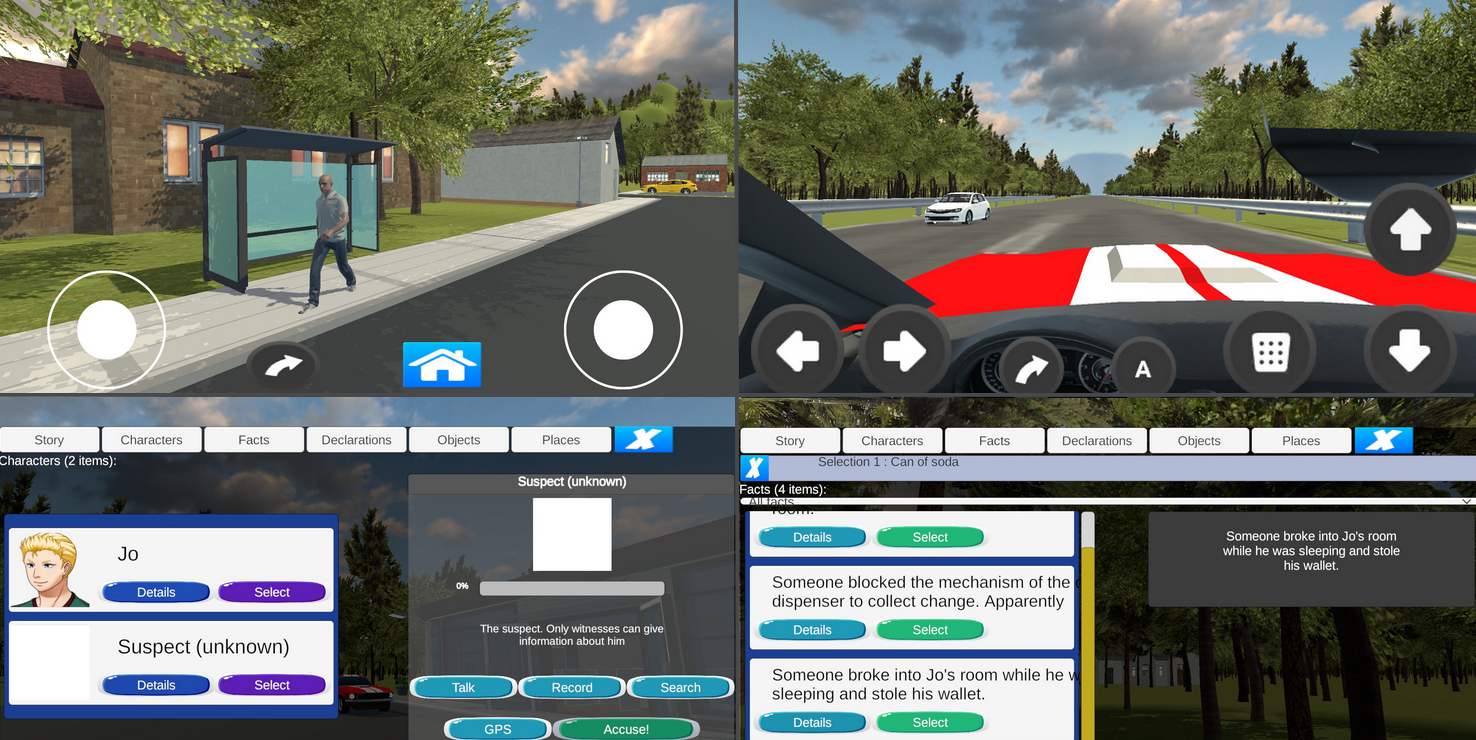 A
Story
Characters
Facts
Declarations
Objects
Places
X
Characters (2 items):
Jo
Details
Select
Suspect (unknown)
Details
Select
Suspect (unknown)
0%
The suspect. Only witnesses can give
information about him
Talk
Record
Search
GPS
Accuse!
Story
Characters
Facts
Declarations
Objects
Places
X
X
Selection 1 : Can of soda
Facts (4 items):
All facts
room.
Details
Select
Someone blocked the mechanism of the
dispenser to collect change. Apparently
Details
Select
Someone broke into Jo's room while he w
sleeping and stole his wallet.
Details
Select
Someone broke into Jo's room
while he was sleeping and stole
his wallet.